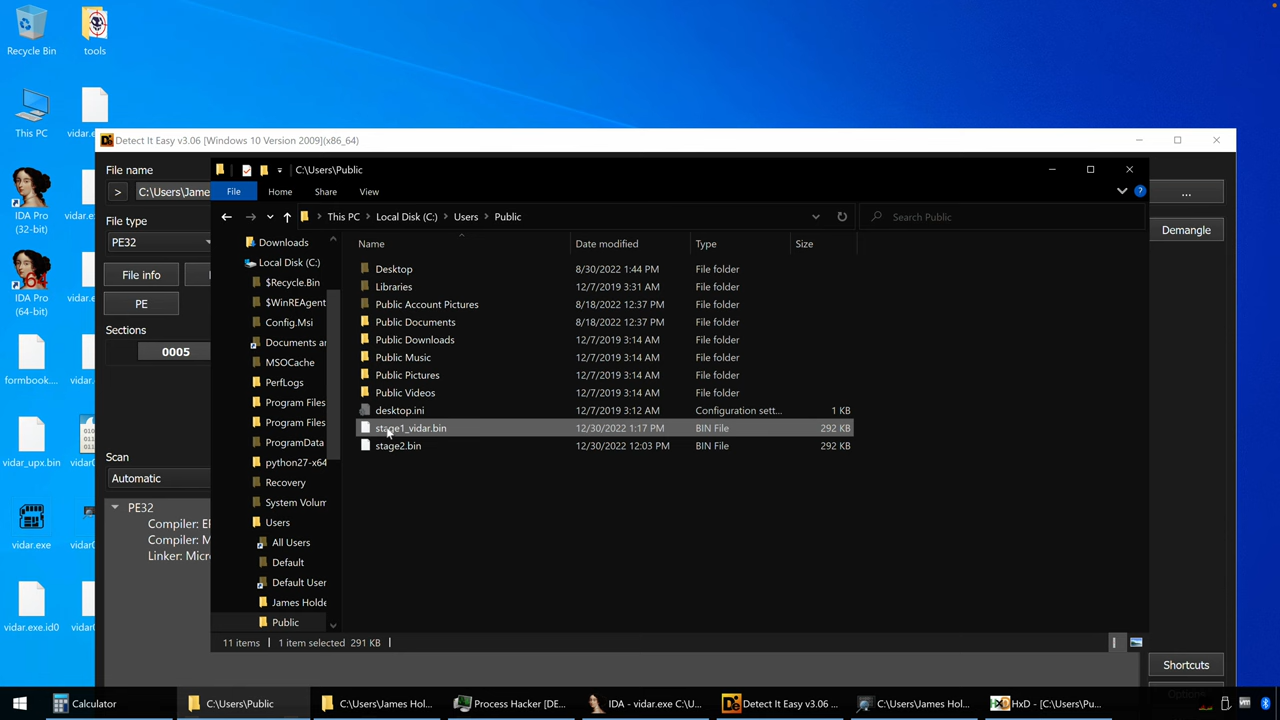 Recycle Bin
tools
This PC
vidar.e
IDA Pro
(32-bit)
vidar.e
IDA Pro
(64-bit)
vidar.e
formbook....
vidar.
vidar_upx.bin
vidar0
vidar.exe
vidar0
vidar.exe.id0
vidar0
Detect It Easy v3.06 [Windows 10 Version 2009](x86_64)
File name
> C:\Users\James
...
File type
PE32
Demangle
File info
PE
Sections
0005
Scan
Automatic
PE32
Compiler: EP
Compiler: M
Linker: Micro
Shortcuts
Options
C:\Users\Public
File Home Share View
This PC > Local Disk (C:) > Users > Public
Search Public
Downloads
Local Disk (C:)
$Recycle.Bin
$WinREAgent
Config.Msi
Documents an
MSOCache
PerfLogs
Program Files
Program Files
ProgramData
python27-x64
Recovery
System Volum
Users
All Users
Default
Default User
James Holde
Public
Name Date modified Type Size
Desktop 8/30/2022 1:44 PM File folder
Libraries 12/7/2019 3:31 AM File folder
Public Account Pictures 8/18/2022 12:37 PM File folder
Public Documents 8/18/2022 12:37 PM File folder
Public Downloads 12/7/2019 3:14 AM File folder
Public Music 12/7/2019 3:14 AM File folder
Public Pictures 12/7/2019 3:14 AM File folder
Public Videos 12/7/2019 3:14 AM File folder
desktop.ini 12/7/2019 3:12 AM Configuration sett... 1 KB
stage1_vidar.bin 12/30/2022 1:17 PM BIN File 292 KB
stage2.bin 12/30/2022 12:03 PM BIN File 292 KB
11 items 1 item selected 291 KB
Calculator
C:\Users\Public
C:\Users\James Hol...
Process Hacker [DE...
IDA - vidar.exe C:\U...
Detect It Easy v3.06 ...
C:\Users\James Hol...
HxD - [C:\Users\Pu...